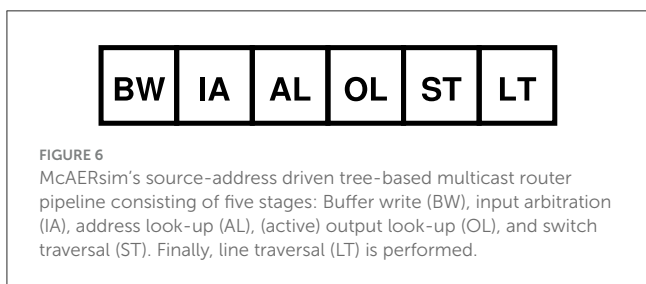 BW IA AL OL ST LT
FIGURE 6
McAERsim's source-address driven tree-based multicast router
pipeline consisting of five stages: Buffer write (BW), input arbitration
(IA), address look-up (AL), (active) output look-up (OL), and switch
traversal (ST). Finally, line traversal (LT) is performed.